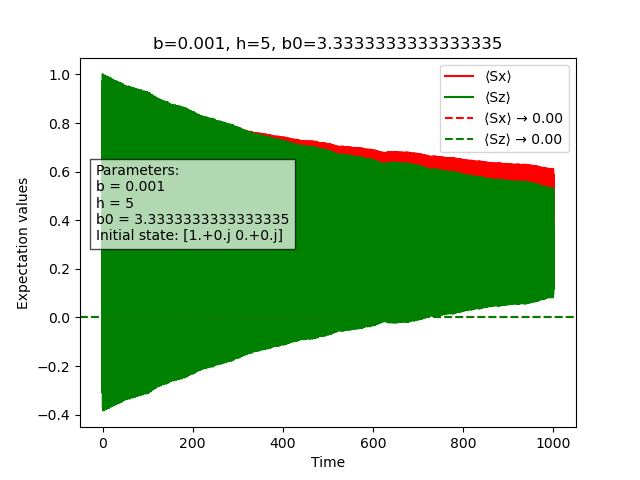 b=0.001, h=5, b0=3.3333333333333335
1.0
0.8
0.6
0.4
0.2
0.0
−0.2
−0.4
Expectation values
⟨Sx⟩
⟨Sz⟩
⟨Sx⟩ → 0.00
⟨Sz⟩ → 0.00
Parameters:
b = 0.001
h = 5
b0 = 3.3333333333333335
Initial state: [1.+0.j 0.+0.j]
0 200 400 600 800 1000
Time